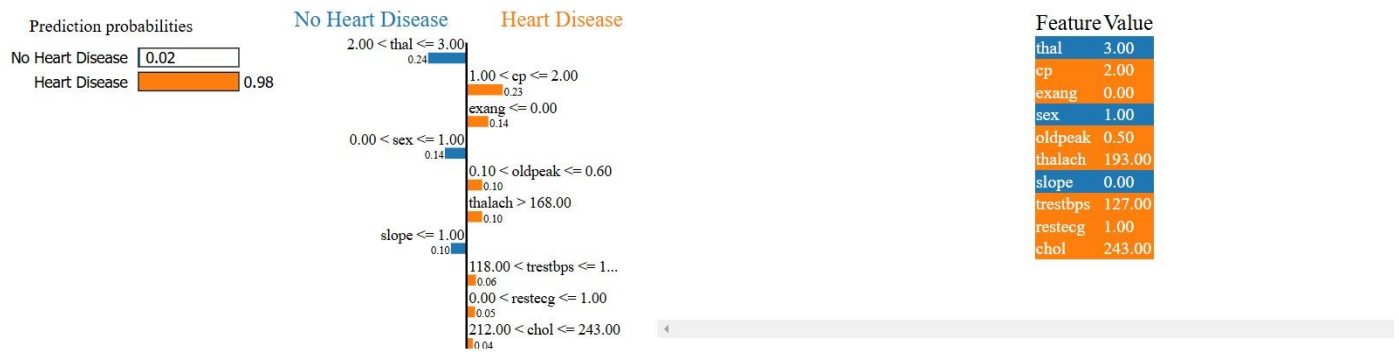 Prediction probabilities
No Heart Disease 0.02
Heart Disease 0.98
No Heart Disease Heart Disease
2.00 < thal <= 3.00
0.24
1.00 < cp <= 2.00
0.23
exang <= 0.00
0.14
0.00 < sex <= 1.00
0.14
0.10 < oldpeak <= 0.60
0.10
thalach > 168.00
0.10
slope <= 1.00
0.10
118.00 < trestbps <= 1...
0.06
0.00 < restecg <= 1.00
0.05
212.00 < chol <= 243.00
0.04
Feature Value
thal 3.00
cp 2.00
exang 0.00
sex 1.00
oldpeak 0.50
thalach 193.00
slope 0.00
trestbps 127.00
restecg 1.00
chol 243.00